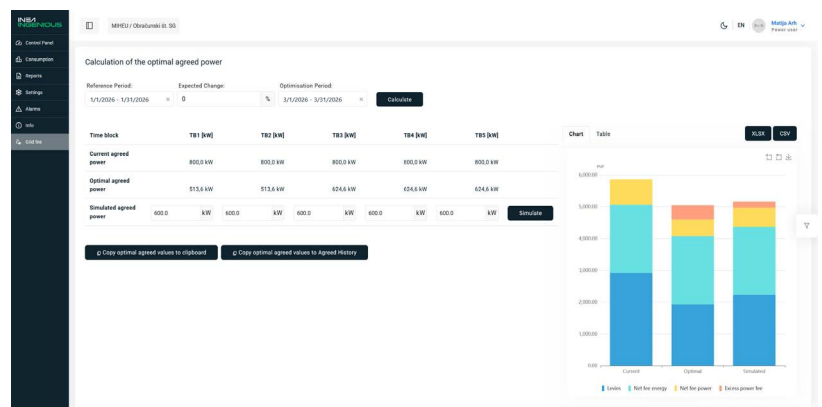 INEA
INGENIOUS
MIHEU / Obračunski št. SG
EN
Matija Arh
Power user
Control Panel
Consumption
Reports
Settings
Alarms
Info
Grid fee
Calculation of the optimal agreed power
Reference Period:
Expected Change:
Optimisation Period:
1/1/2026 - 1/31/2026
0
%
3/1/2026 - 3/31/2026
Calculate
Time block TB1 [kW] TB2 [kW] TB3 [kW] TB4 [kW] TB5 [kW]
Current agreed
power
800,0 kW 800,0 kW 800,0 kW 800,0 kW 800,0 kW
Optimal agreed
power
513,6 kW 513,6 kW 624,6 kW 624,6 kW 624,6 kW
Simulated agreed
power
600.0 kW 600.0 kW 600.0 kW 600.0 kW 600.0 kW Simulate
Copy optimal agreed values to clipboard
Copy optimal agreed values to Agreed History
Chart Table XLSX CSV
6,000.00
5,000.00
4,000.00
3,000.00
2,000.00
1,000.00
0.00
Current Optimal Simulated
Levies Net fee energy Net fee power Excess power fee